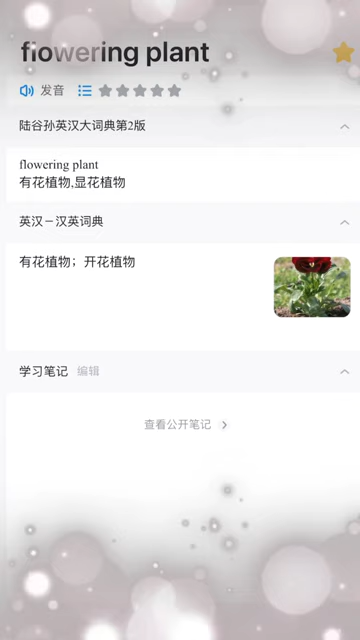 flowering plant
发音
陆谷孙英汉大词典第2版
flowering plant
有花植物,显花植物
英汉－汉英词典
有花植物；开花植物
学习笔记 编辑
查看公开笔记